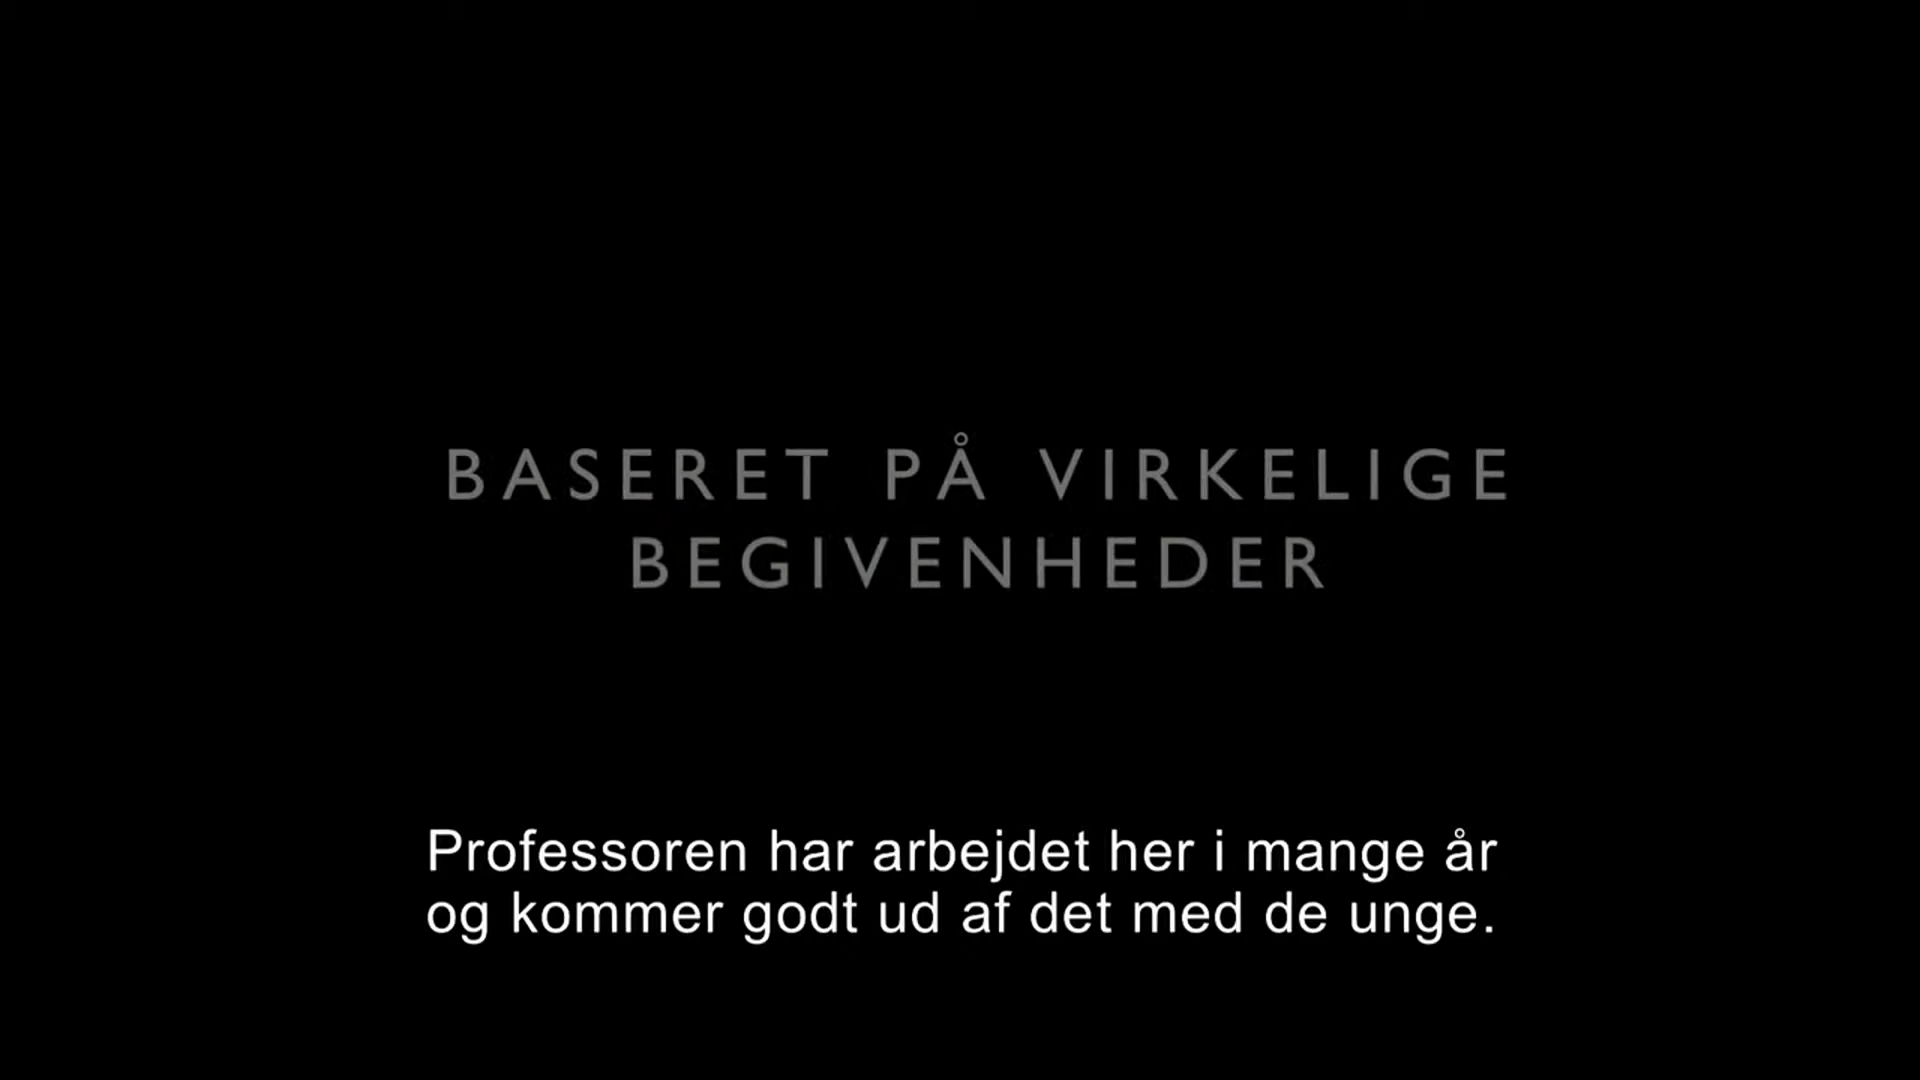 BASERET PÅ VIRKELIGE
BEGIVENHEDER
Professoren har arbejdet her i mange år
og kommer godt ud af det med de unge.